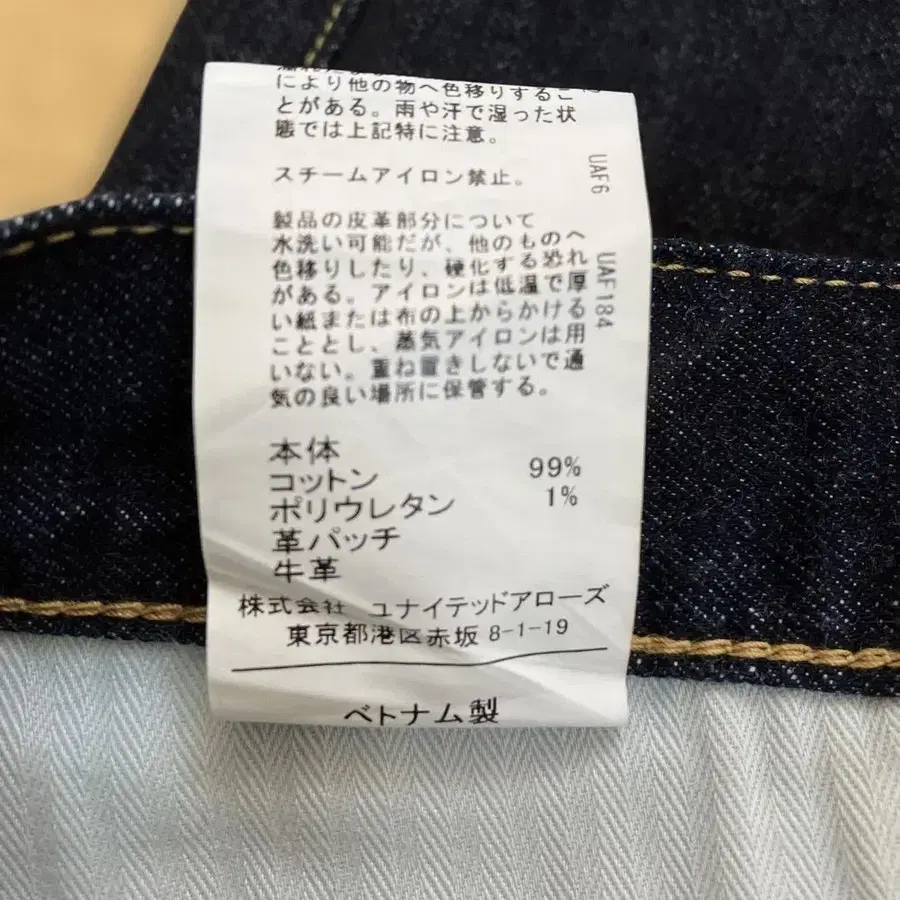 により他の物へ色移りするこ
とがある。雨や汗で湿った状
態では上記特に注意。
スチームアイロン禁止。
製品の皮革部分について
水洗い可能だが、他のものへ
色移りしたり、硬化する恐れ
がある。アイロンは低温で厚
い紙または布の上からかける
こととし、蒸気アイロンは用
いない。重ね置きしないで通
気の良い場所に保管する。
UAF6
UAF184
本体
コットン 99%
ポリウレタン 1%
革パッチ
牛革
株式会社 ユナイテッドアローズ
東京都港区赤坂 8-1-19
ベトナム製